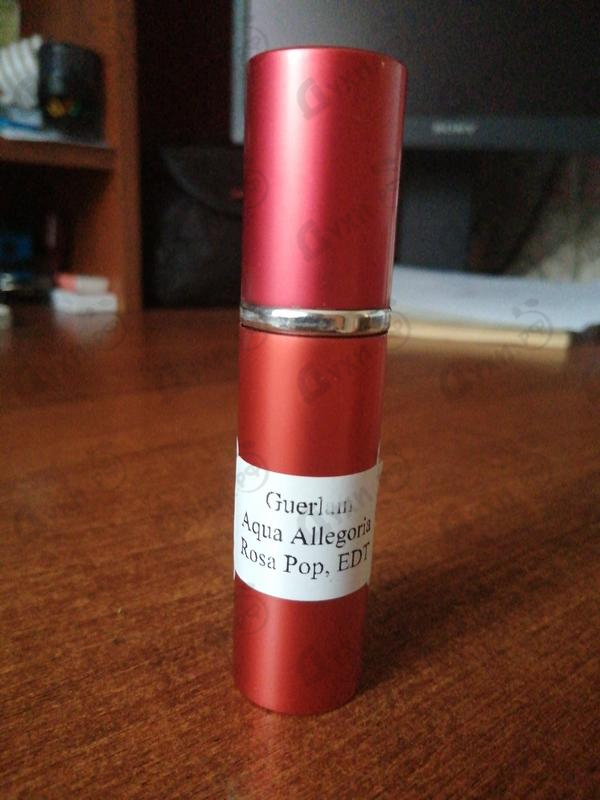 SONY
Guerlain
Aqua Allegoria
Rosa Pop, EDT